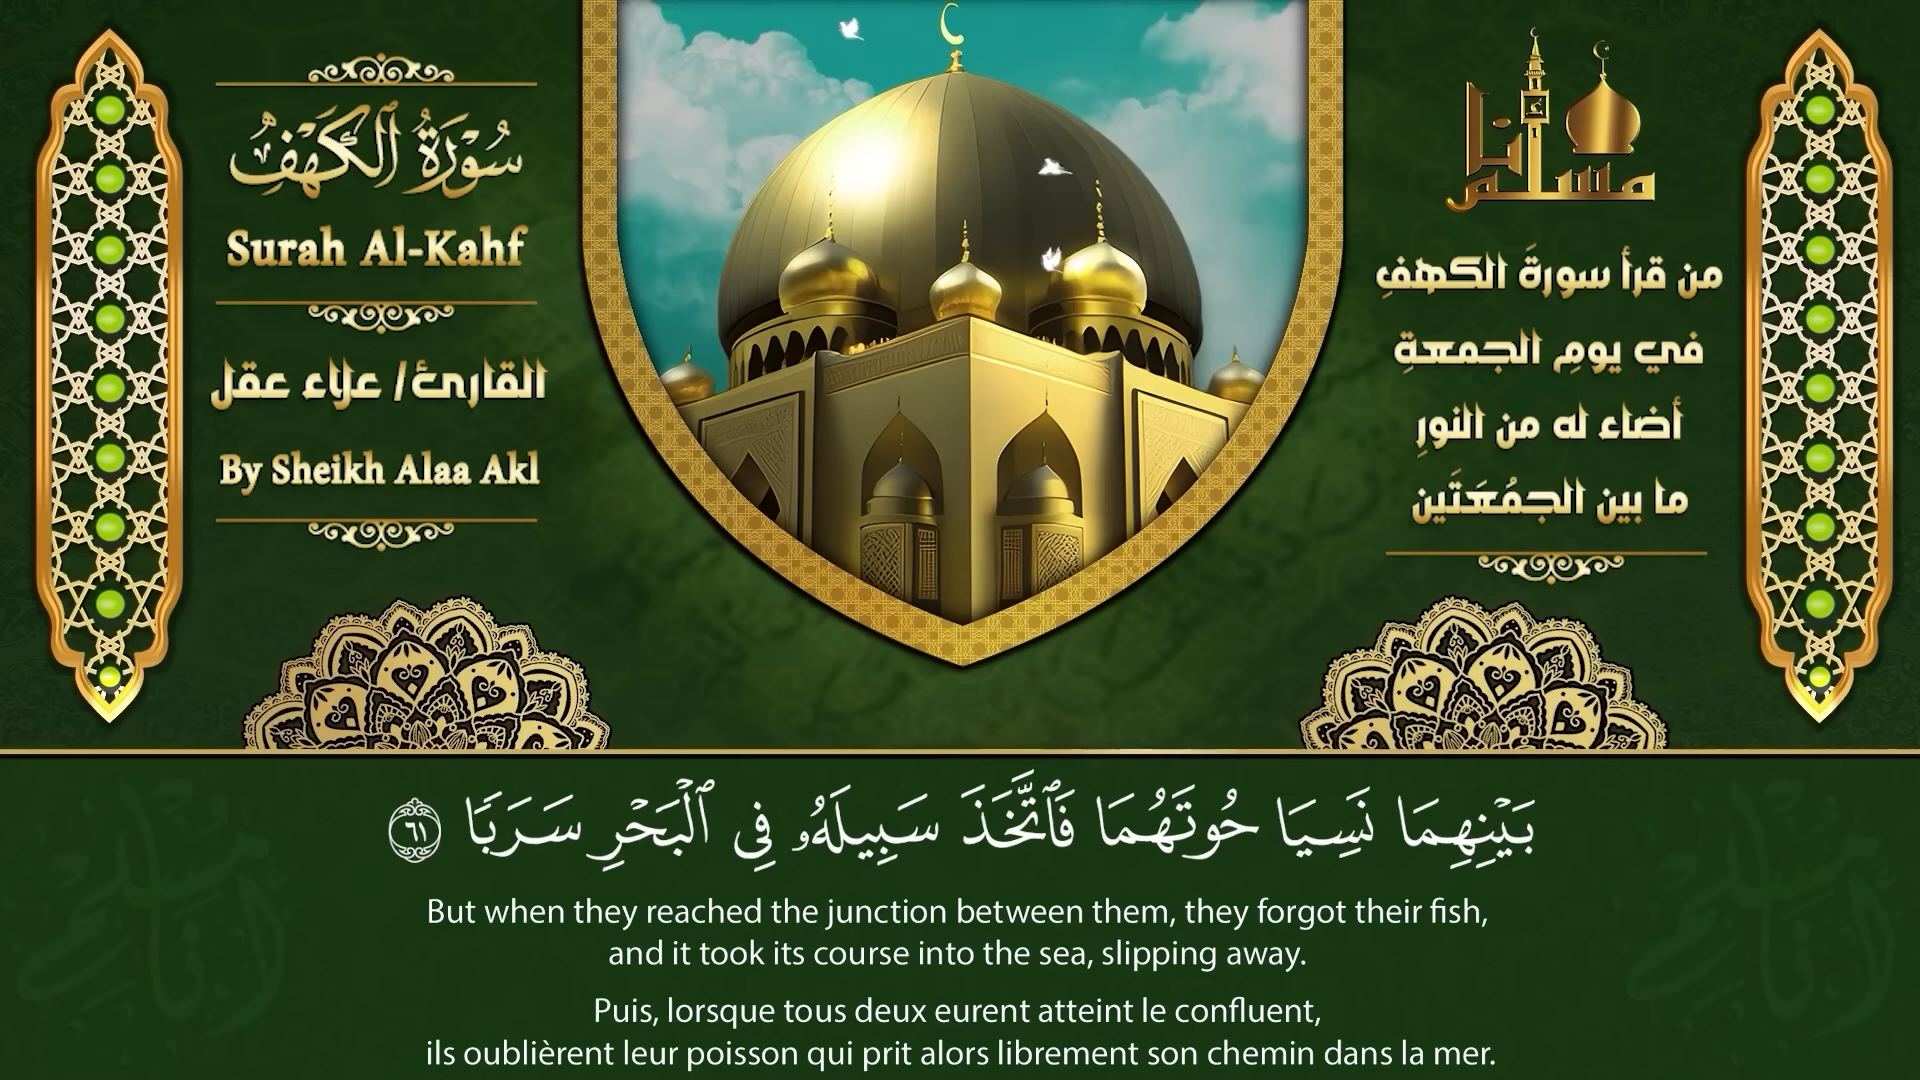 سُورَةُ الكَهْفِ
Surah Al-Kahf
القارئ/ علاء عقل
By Sheikh Alaa Akl
أنا
مسلم
من قرأ سورةَ الكهفِ
في يومِ الجمعةِ
أضاء له من النورِ
ما بين الجمُعَتَين
بَيْنِهِمَا نَسِيَا حُوتَهُمَا فَٱتَّخَذَ سَبِيلَهُۥ فِى ٱلْبَحْرِ سَرَبًا ٦١
But when they reached the junction between them, they forgot their fish,
and it took its course into the sea, slipping away.
Puis, lorsque tous deux eurent atteint le confluent,
ils oublièrent leur poisson qui prit alors librement son chemin dans la mer.